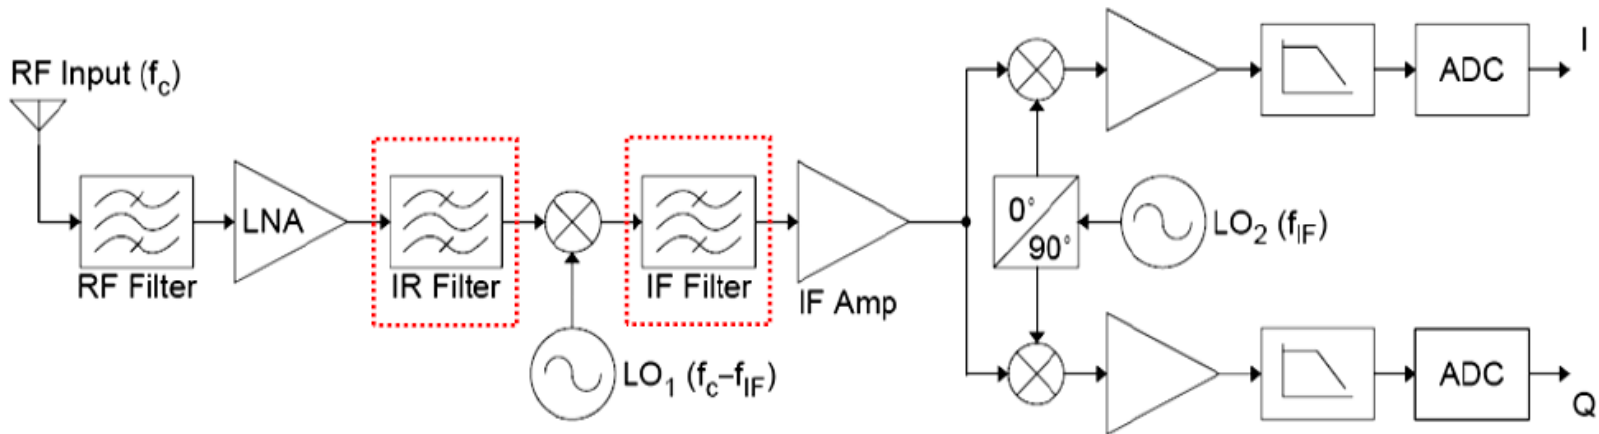 RF Input (fc)
RF Filter
LNA
IR Filter
LO1 (fc–fIF)
IF Filter
IF Amp
0°
90°
LO2 (fIF)
ADC
I
ADC
Q